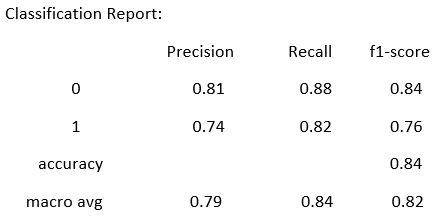 Classification Report:
Precision Recall f1-score
0 0.81 0.88 0.84
1 0.74 0.82 0.76
accuracy 0.84
macro avg 0.79 0.84 0.82